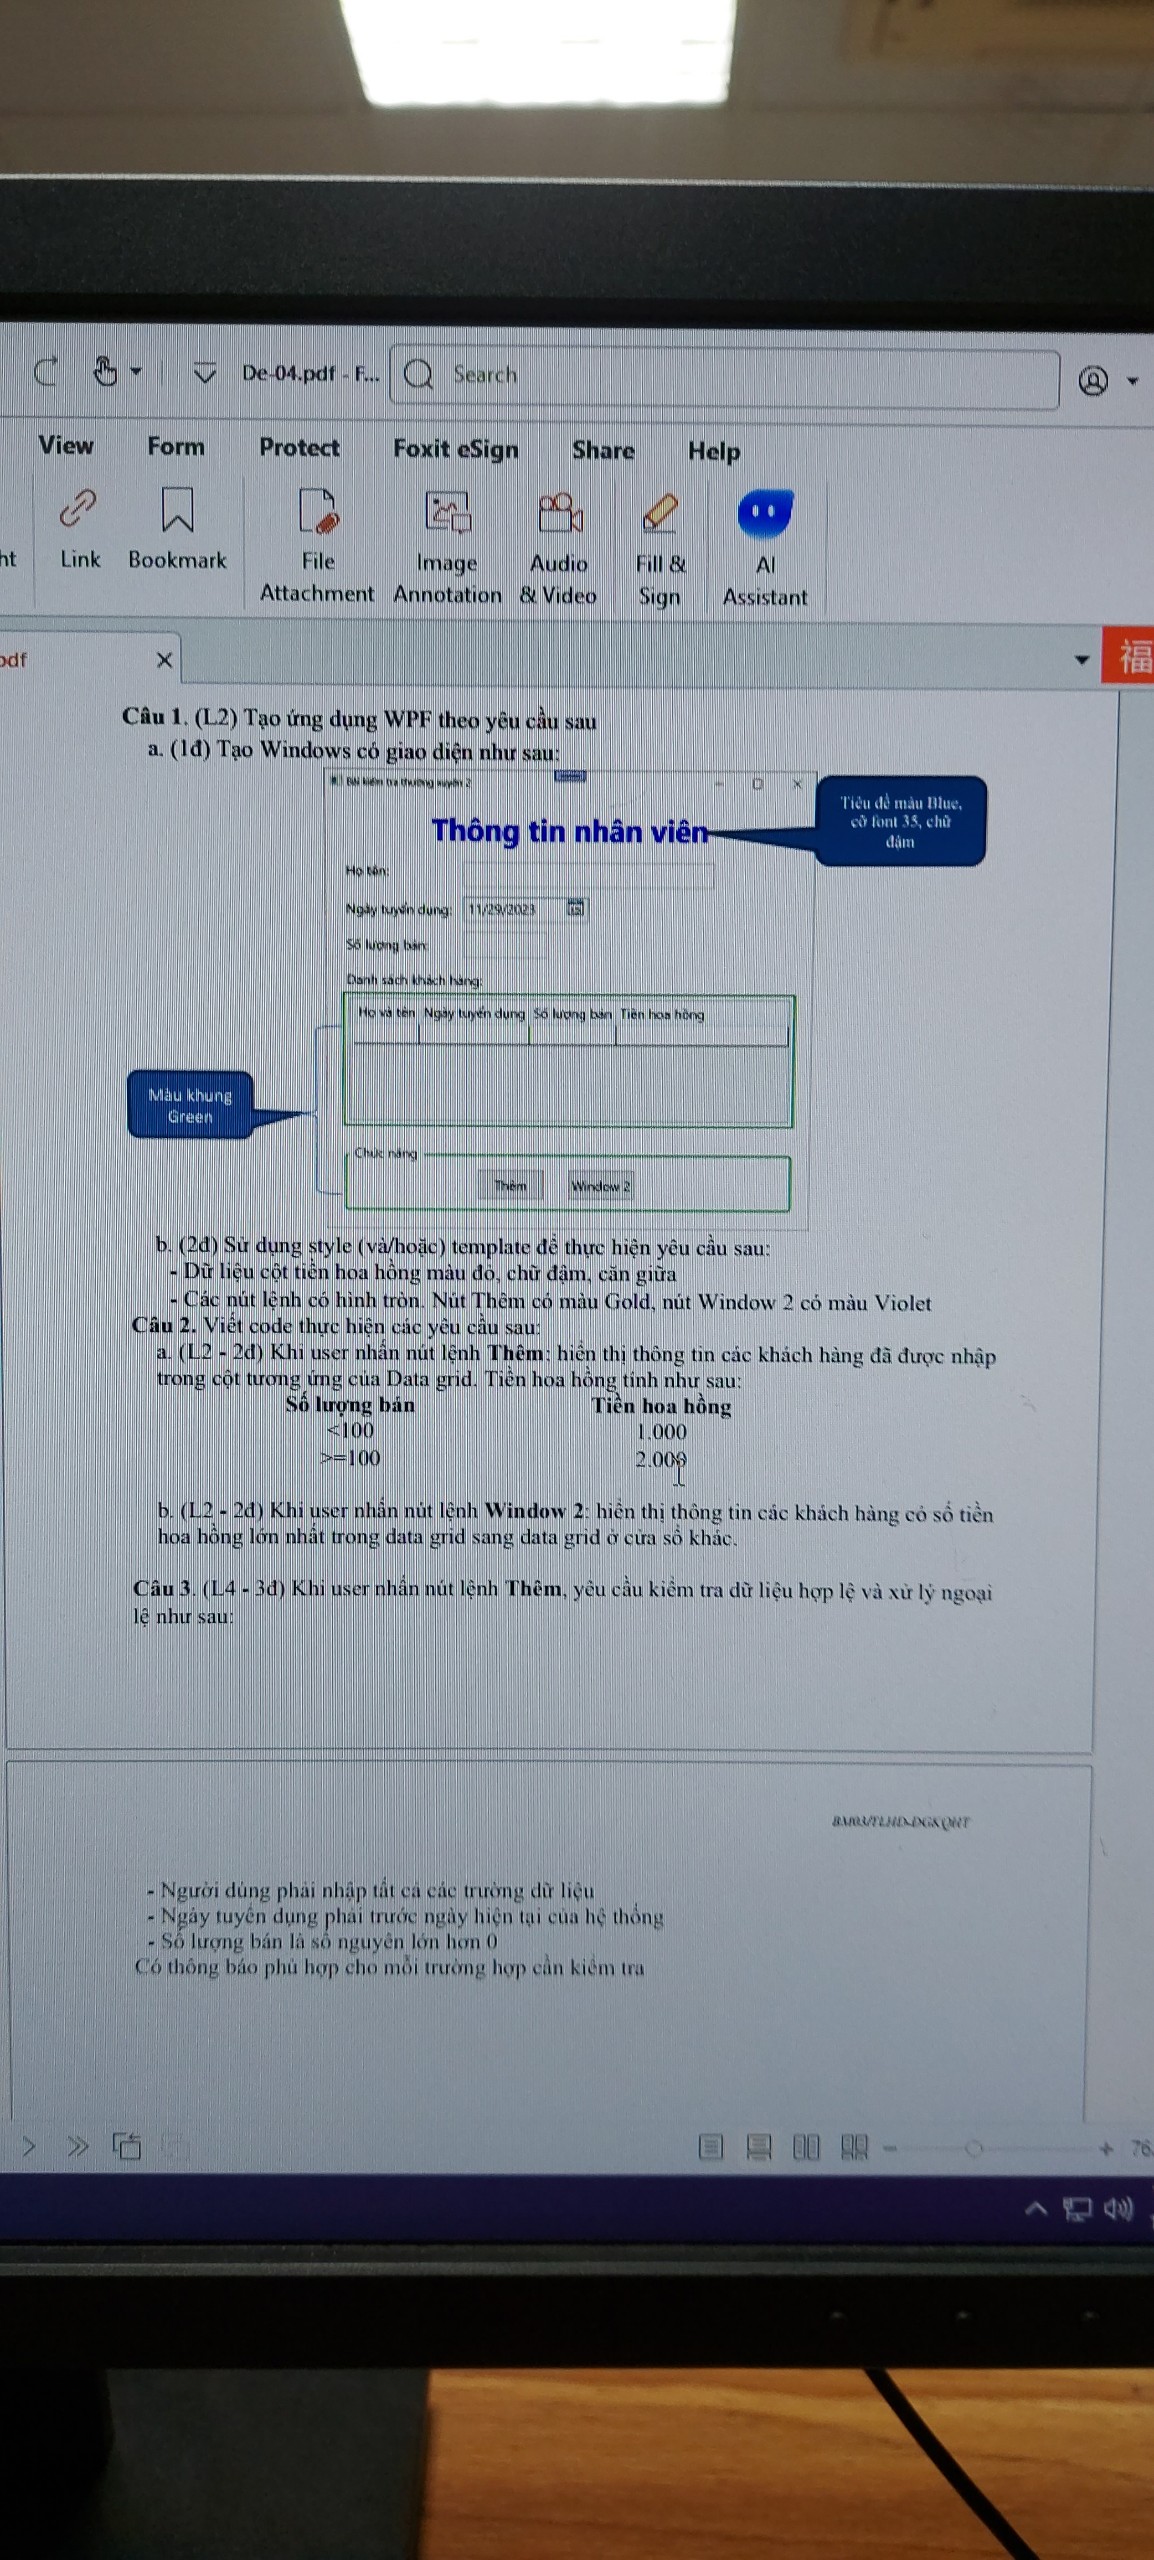 De-04.pdf - F...
Search
View Form Protect Foxit eSign Share Help
ht
Link
Bookmark
File
Attachment
Image
Annotation
Audio
& Video
Fill &
Sign
AI
Assistant
pdf
福
Câu 1. (L2) Tạo ứng dụng WPF theo yêu cầu sau
a. (1đ) Tạo Windows có giao diện như sau:
Bài kiểm tra thường xuyên 2
Thông tin nhân viên
Tiêu đề màu Blue,
cỡ font 35, chữ
đậm
Họ tên:
Ngày tuyển dụng: 11/29/2023
Số lượng bán:
Danh sách khách hàng:
Họ và tên Ngày tuyển dụng Số lượng bán Tiền hoa hồng
Màu khung
Green
Chức năng
Thêm Window 2
b. (2đ) Sử dụng style (và/hoặc) template để thực hiện yêu cầu sau:
- Dữ liệu cột tiền hoa hồng màu đỏ, chữ đậm, căn giữa
- Các nút lệnh có hình tròn. Nút Thêm có màu Gold, nút Window 2 có màu Violet
Câu 2. Viết code thực hiện các yêu cầu sau:
a. (L2 - 2đ) Khi user nhấn nút lệnh Thêm: hiển thị thông tin các khách hàng đã được nhập
trong cột tương ứng của Data grid. Tiền hoa hồng tính như sau:
Số lượng bán Tiền hoa hồng
<100 1.000
>=100 2.000
b. (L2 - 2đ) Khi user nhấn nút lệnh Window 2: hiển thị thông tin các khách hàng có số tiền
hoa hồng lớn nhất trong data grid sang data grid ở cửa sổ khác.
Câu 3. (L4 - 3đ) Khi user nhấn nút lệnh Thêm, yêu cầu kiểm tra dữ liệu hợp lệ và xử lý ngoại
lệ như sau:
BM03/TLHD-DGKQHT
- Người dùng phải nhập tất cả các trường dữ liệu
- Ngày tuyển dụng phải trước ngày hiện tại của hệ thống
- Số lượng bán là số nguyên lớn hơn 0
Có thông báo phù hợp cho mỗi trường hợp cần kiểm tra
76